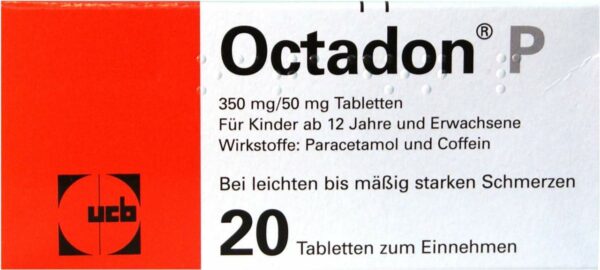 Octadon® P
350 mg/50 mg Tabletten
Für Kinder ab 12 Jahre und Erwachsene
Wirkstoffe: Paracetamol und Coffein
Bei leichten bis mäßig starken Schmerzen
20 Tabletten zum Einnehmen
ucb